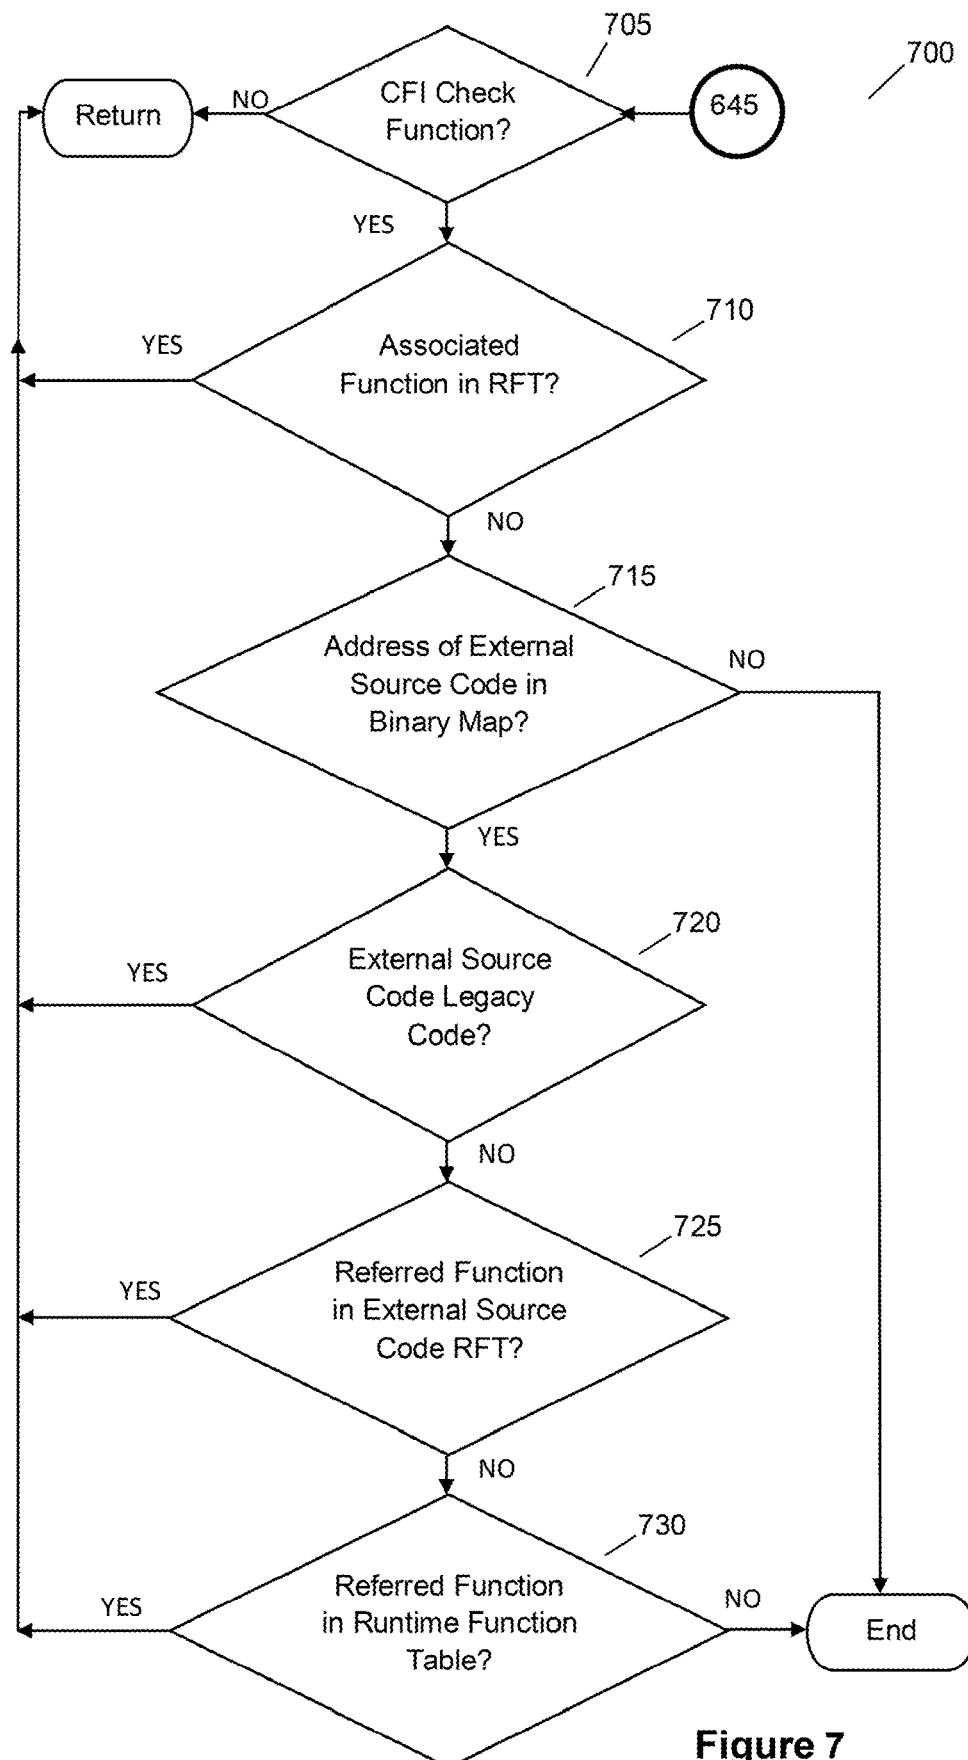 705
700
Return
NO
CFI Check
Function?
645
YES
710
YES
Associated
Function in RFT?
NO
715
Address of External
Source Code in
Binary Map?
NO
YES
720
YES
External Source
Code Legacy
Code?
NO
725
YES
Referred Function
in External Source
Code RFT?
NO
730
YES
Referred Function
in Runtime Function
Table?
NO
End
Figure 7